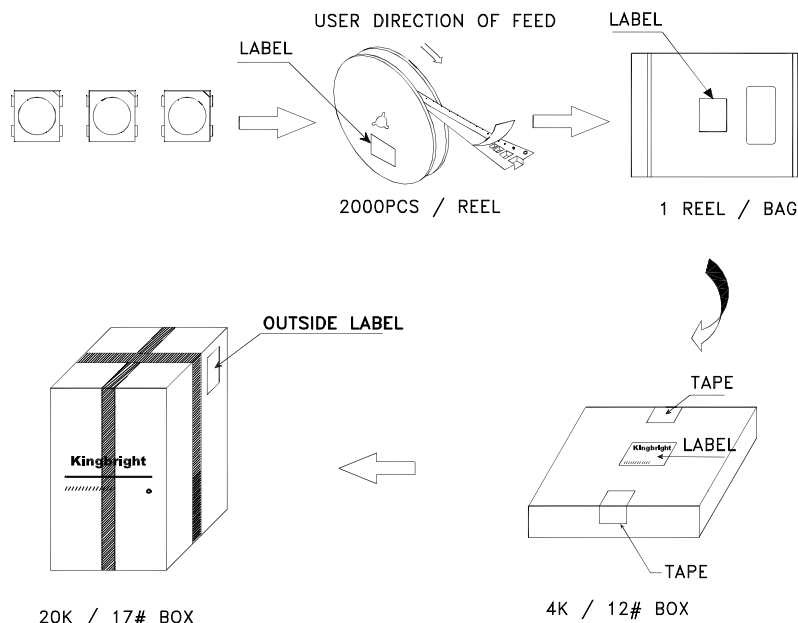 USER DIRECTION OF FEED
LABEL
LABEL
2000PCS / REEL
1 REEL / BAG
OUTSIDE LABEL
TAPE
Kingbright
LABEL
Kingbright
TAPE
4K / 12# BOX
20K / 17# BOX